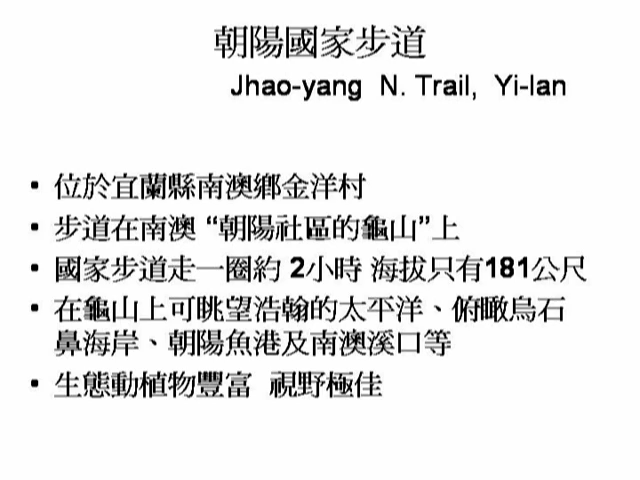 朝陽國家步道
Jhao-yang N. Trail, Yi-lan
• 位於宜蘭縣南澳鄉金洋村
• 步道在南澳 “朝陽社區的龜山”上
• 國家步道走一圈約 2小時 海拔只有181公尺
• 在龜山上可眺望浩翰的太平洋、俯瞰烏石
鼻海岸、朝陽魚港及南澳溪口等
• 生態動植物豐富 視野極佳